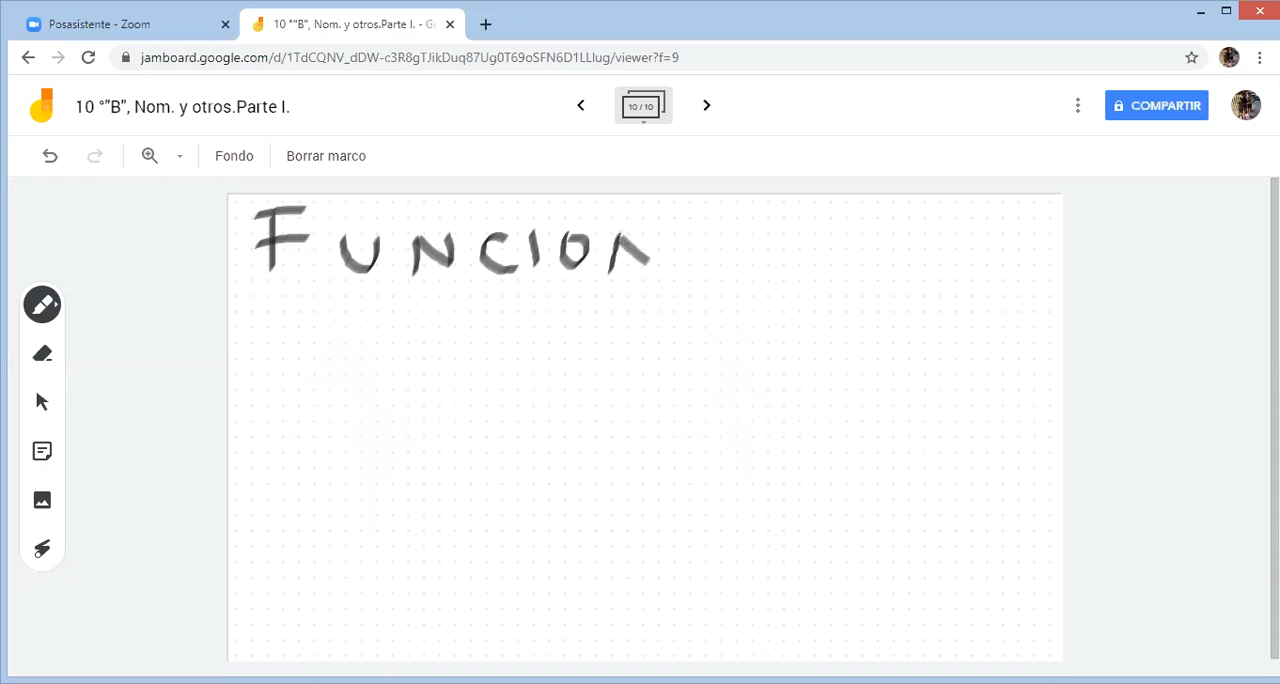 Posasistente - Zoom
10 °"B", Nom. y otros.Parte I. - Go
jamboard.google.com/d/1TdCQNV_dDW-c3R8gTJikDuq87Ug0T69oSFN6D1LLlug/viewer?f=9
10 °"B", Nom. y otros.Parte I.
10 / 10
COMPARTIR
Fondo
Borrar marco
FUNCION